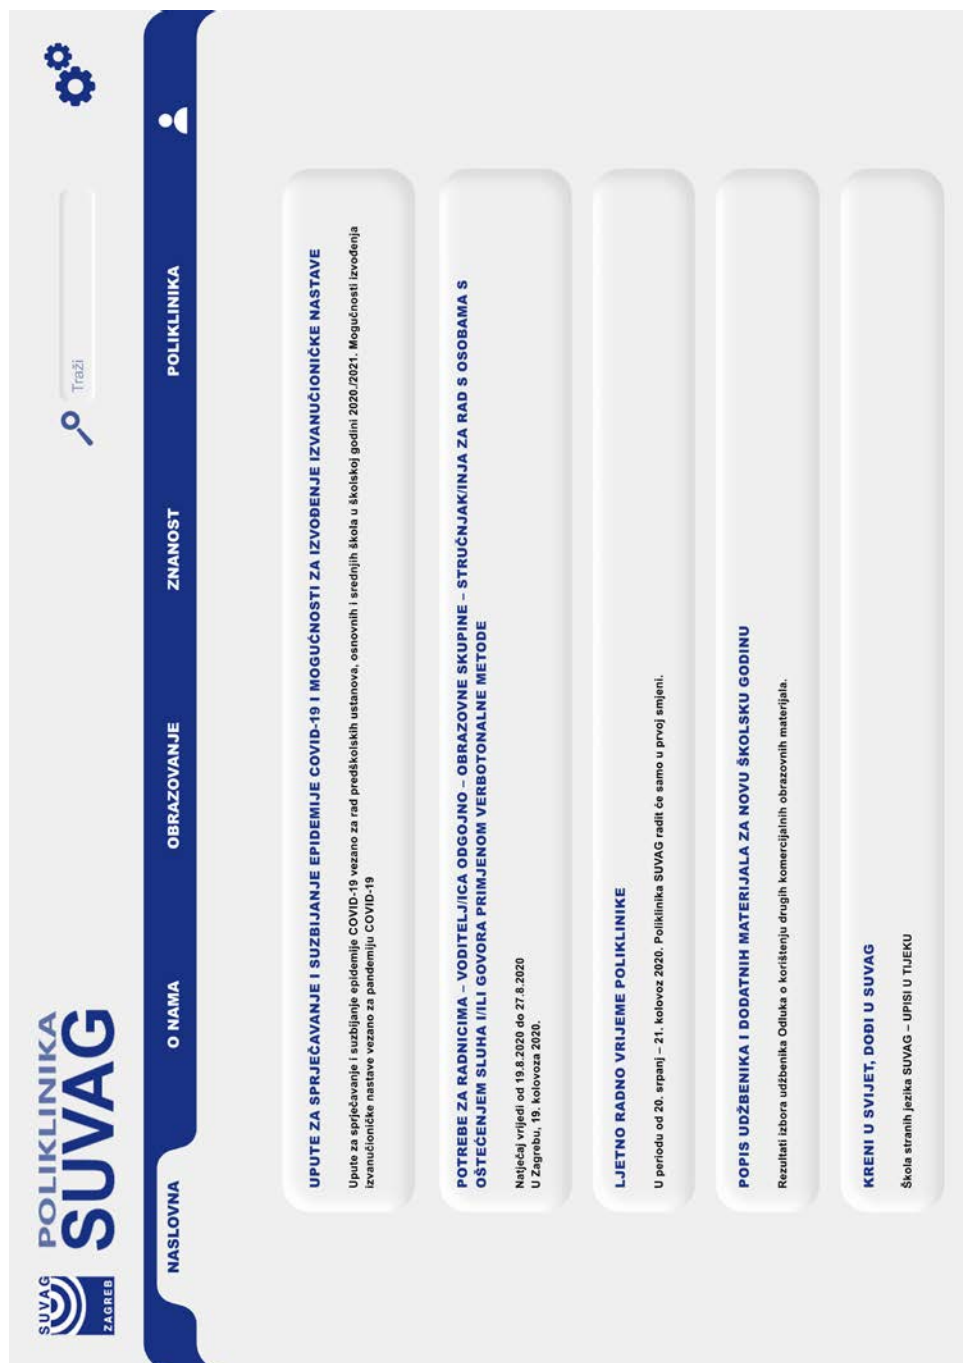 SUVAG
ZAGREB
POLIKLINIKA
SUVAG
Traži
NASLOVNA
O NAMA
OBRAZOVANJE
ZNANOST
POLIKLINIKA
UPUTE ZA SPRJEČAVANJE I SUZBIJANJE EPIDEMIJE COVID-19 I MOGUĆNOSTI ZA IZVOĐENJE IZVANUČIONIČKE NASTAVE
Upute za sprječavanje i suzbijanje epidemije COVID-19 vezano za rad predškolskih ustanova, osnovnih i srednjih škola u školskoj godini 2020./2021. Mogućnosti izvođenja
izvanučioničke nastave vezano za pandemiju COVID-19
POTREBE ZA RADNICIMA – VODITELJ/ICA ODGOJNO – OBRAZOVNE SKUPINE – STRUČNJAK/INJA ZA RAD S OSOBAMA S
OŠTEĆENJEM SLUHA I/ILI GOVORA PRIMJENOM VERBOTONALNE METODE
Natječaj vrijedi od 19.8.2020 do 27.8.2020
U Zagrebu, 19. kolovoza 2020.
LJETNO RADNO VRIJEME POLIKLINIKE
U periodu od 20. srpanj – 21. kolovoz 2020. Poliklinika SUVAG radit će samo u prvoj smjeni.
POPIS UDŽBENIKA I DODATNIH MATERIJALA ZA NOVU ŠKOLSKU GODINU
Rezultati izbora udžbenika Odluka o korištenju drugih komercijalnih obrazovnih materijala.
KRENI U SVIJET, DOĐI U SUVAG
Škola stranih jezika SUVAG – UPISI U TIJEKU